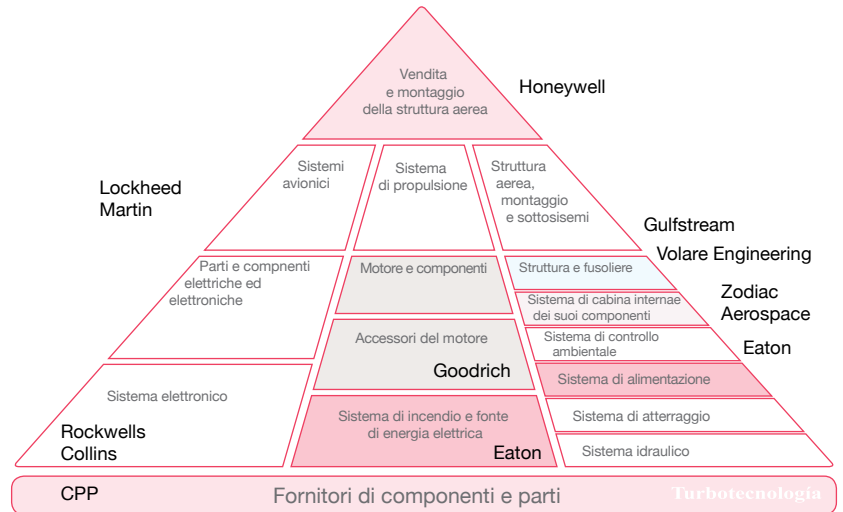 Vendita
e montaggio
della struttura aerea
Honeywell
Sistemi
avionici
Sistema
di propulsione
Struttura
aerea,
montaggio
e sottosisemi
Lockheed
Martin
Gulfstream
Volare Engineering
Parti e compnenti
elettriche ed
elettroniche
Motore e componenti
Struttura e fusoliere
Sistema di cabina internae
dei suoi componenti
Zodiac
Aerospace
Accessori del motore
Goodrich
Sistema di controllo
ambientale
Eaton
Sistema di alimentazione
Sistema elettronico
Rockwells
Collins
Sistema di incendio e fonte
di energia elettrica
Eaton
Sistema di atterraggio
Sistema idraulico
CPP
Fornitori di componenti e parti
Turbotecnología